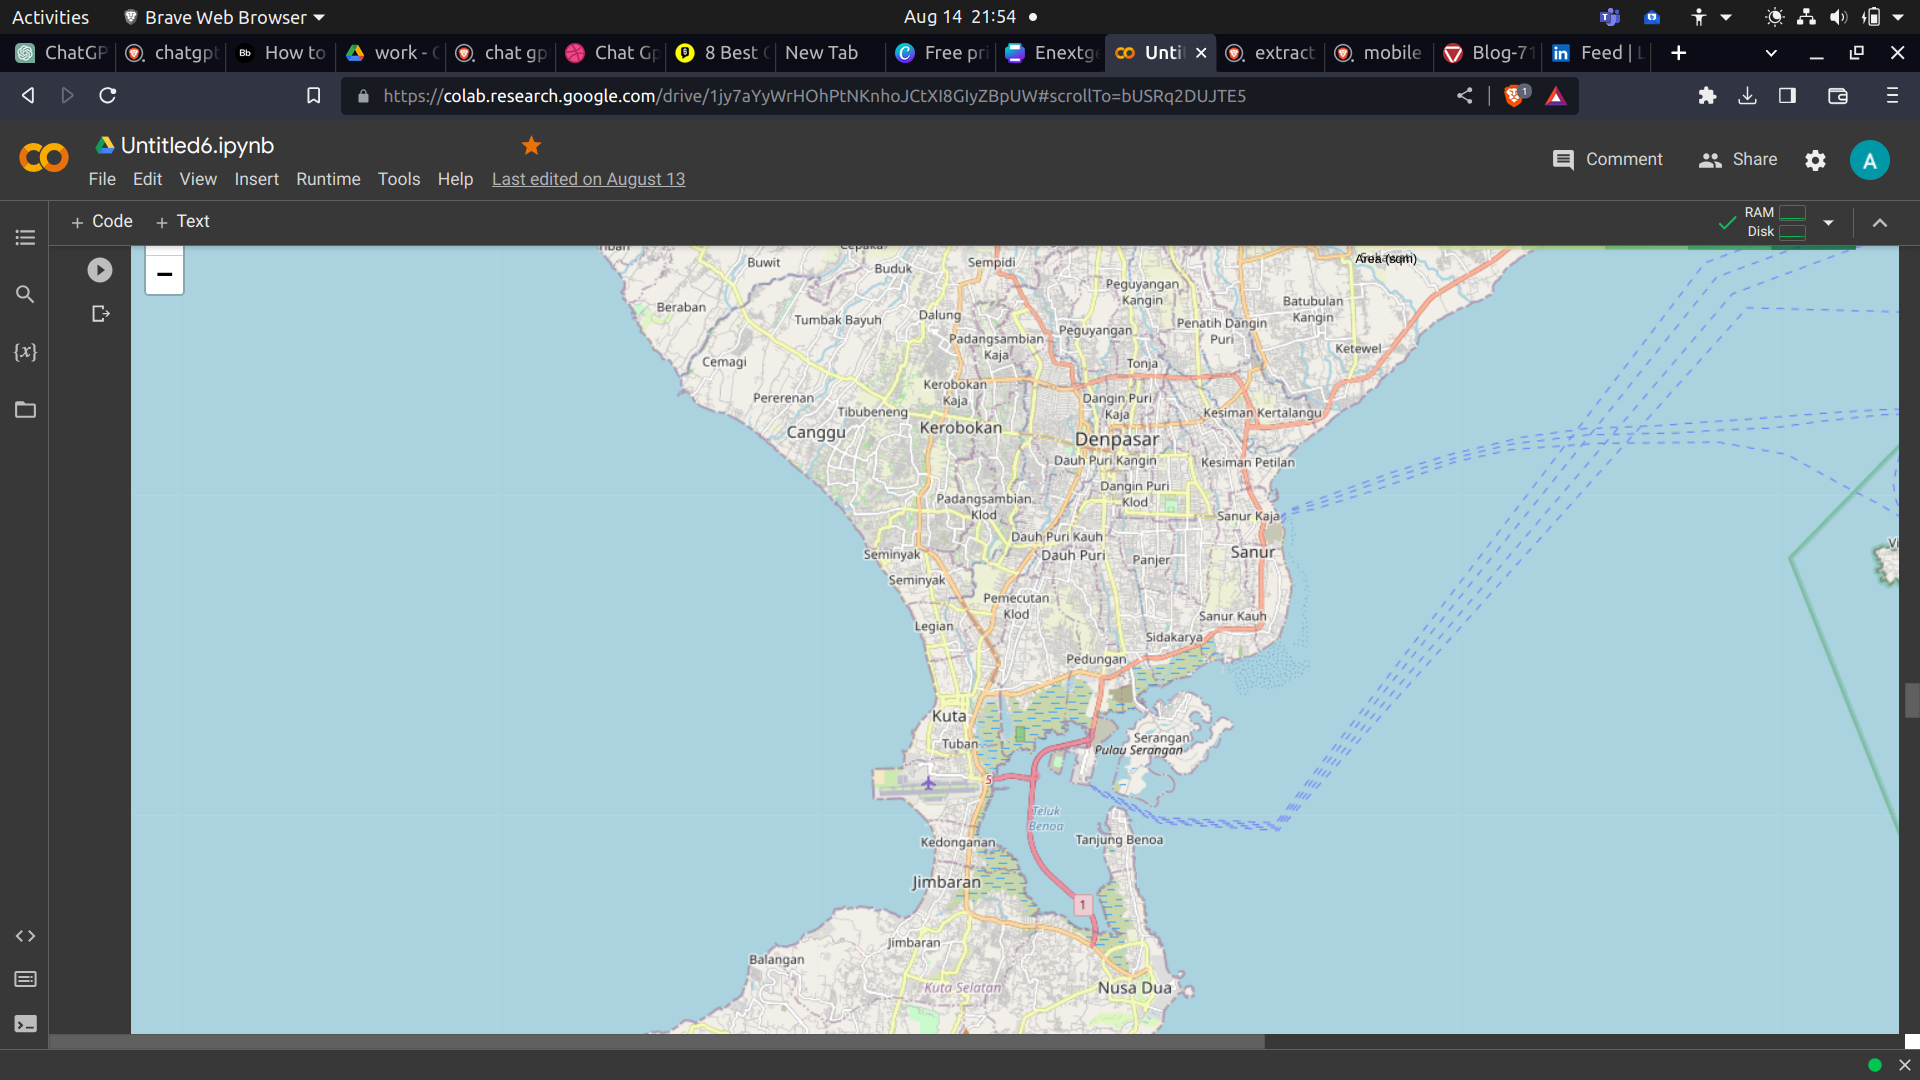 Activities
Brave Web Browser
Aug 14 21:54
ChatGP
chatgpt
Bb
How to
work - G
chat gp
Chat Gp
8 Best
New Tab
Free pri
Enextge
Unti
extract
mobile
Blog-71
Feed | L
https://colab.research.google.com/drive/1jy7aYyWrHOhPtNKnhoJCtXI8GIyZBpUW#scrollTo=bUSRq2DUJTE5
1
Untitled6.ipynb
Comment
Share
A
File Edit View Insert Runtime Tools Help Last edited on August 13
+ Code + Text
RAM
Disk
{x}
−
Area (sqm)
Buwit
Buduk
Sempidi
Peguyangan
Kangin
Beraban
Tumbak Bayuh
Dalung
Batubulan
Kangin
Padangsambian
Kaja
Peguyangan
Penatih Dangin
Puri
Ketewel
Cemagi
Tonja
Kerobokan
Kaja
Pererenan
Tibubeneng
Dangin Puri
Kaja
Kesiman Kertalangu
Canggu
Kerobokan
Denpasar
Dauh Puri Kangin
Kesiman Petilan
Padangsambian
Klod
Dangin Puri
Klod
Sanur Kaja
Dauh Puri Kauh
Dauh Puri
Panjer
Sanur
Seminyak
Seminyak
Pemecutan
Klod
Legian
Sanur Kauh
Sidakarya
Pedungan
Kuta
Tuban
Serangan
Pulau Serangan
5
Teluk
Benoa
Kedonganan
Tanjung Benoa
Jimbaran
1
Jimbaran
Balangan
Kuta Selatan
Nusa Dua